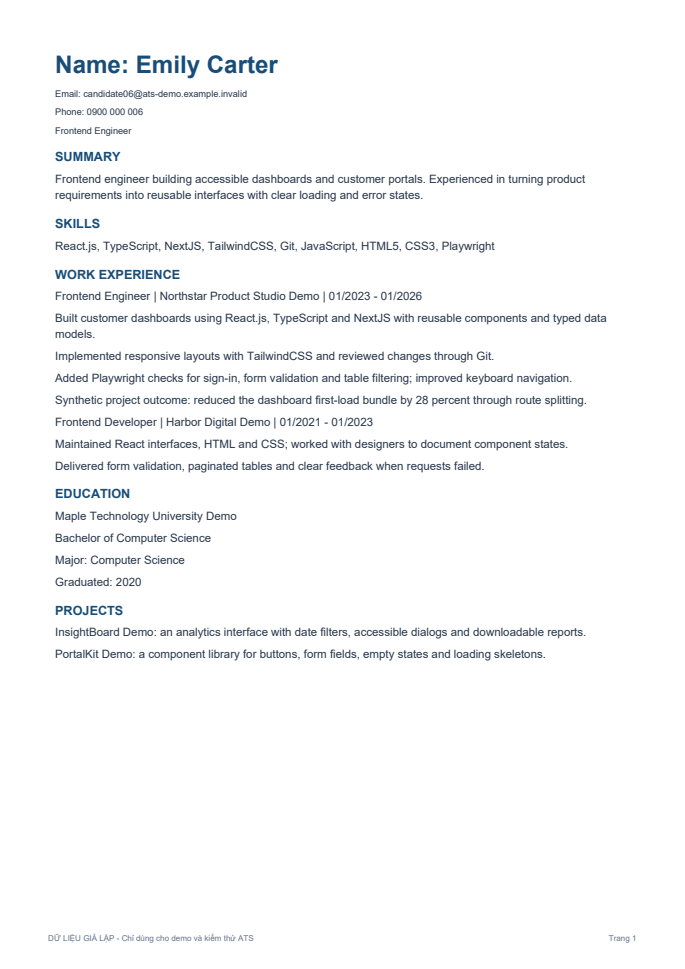 Name: Emily Carter
Email: candidate06@ats-demo.example.invalid
Phone: 0900 000 006
Frontend Engineer
SUMMARY
Frontend engineer building accessible dashboards and customer portals. Experienced in turning product
requirements into reusable interfaces with clear loading and error states.
SKILLS
React.js, TypeScript, NextJS, TailwindCSS, Git, JavaScript, HTML5, CSS3, Playwright
WORK EXPERIENCE
Frontend Engineer | Northstar Product Studio Demo | 01/2023 - 01/2026
Built customer dashboards using React.js, TypeScript and NextJS with reusable components and typed data
models.
Implemented responsive layouts with TailwindCSS and reviewed changes through Git.
Added Playwright checks for sign-in, form validation and table filtering; improved keyboard navigation.
Synthetic project outcome: reduced the dashboard first-load bundle by 28 percent through route splitting.
Frontend Developer | Harbor Digital Demo | 01/2021 - 01/2023
Maintained React interfaces, HTML and CSS; worked with designers to document component states.
Delivered form validation, paginated tables and clear feedback when requests failed.
EDUCATION
Maple Technology University Demo
Bachelor of Computer Science
Major: Computer Science
Graduated: 2020
PROJECTS
InsightBoard Demo: an analytics interface with date filters, accessible dialogs and downloadable reports.
PortalKit Demo: a component library for buttons, form fields, empty states and loading skeletons.
DỮ LIỆU GIẢ LẬP - Chỉ dùng cho demo và kiểm thử ATS
Trang 1